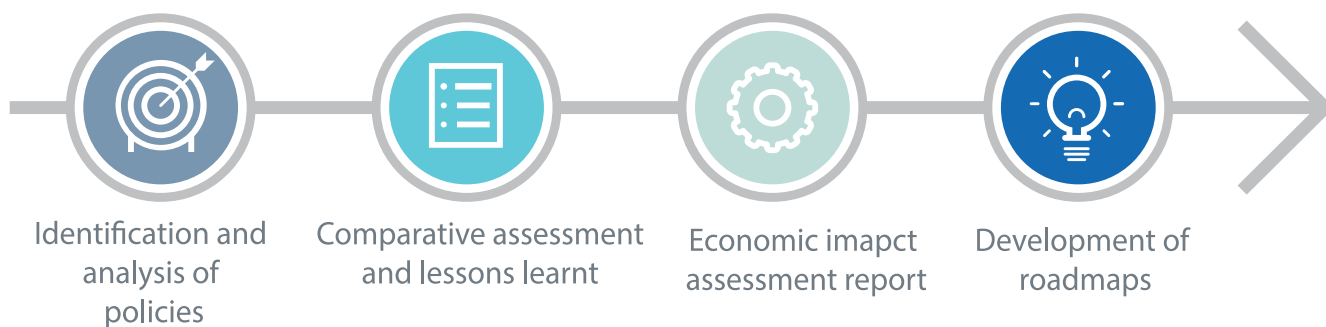 Identification and
analysis of
policies
Comparative assessment
and lessons learnt
Economic imapct
assessment report
Development of
roadmaps